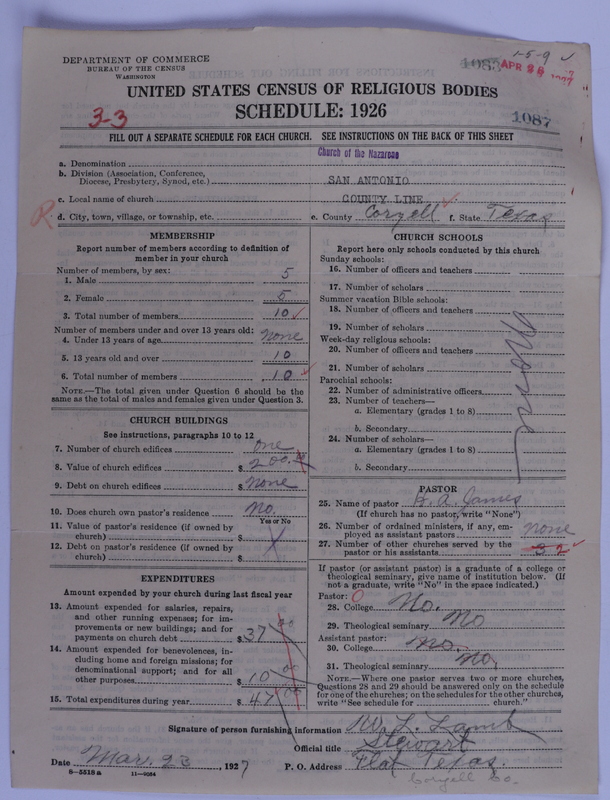 DEPARTMENT OF COMMERCE
BUREAU OF THE CENSUS
WASHINGTON
1-5-9 ✓
1085
APR
UNITED STATES CENSUS OF RELIGIOUS BODIES
SCHEDULE: 1926
3-3
1087
FILL OUT A SEPARATE SCHEDULE FOR EACH CHURCH. SEE INSTRUCTIONS ON THE BACK OF THIS SHEET
Church of the Nazarene
a. Denomination
b. Division (Association, Conference, Diocese, Presbytery, Synod, etc.) SAN ANTONIO
c. Local name of church COUNTY LINE
R. d. City, town, village, or township, etc. e. County Coryell ✓ f. State Texas
MEMBERSHIP
Report number of members according to definition of member in your church
Number of members, by sex:
1. Male 5
2. Female 5
3. Total number of members 10 ✓
Number of members under and over 13 years old:
4. Under 13 years of age none
5. 13 years old and over 10
6. Total number of members 10 ✓
NOTE.—The total given under Question 6 should be the same as the total of males and females given under Question 3.
CHURCH BUILDINGS
See instructions, paragraphs 10 to 12
7. Number of church edifices one
8. Value of church edifices $ 200.00
9. Debt on church edifices $ none
10. Does church own pastor's residence? No
Yes or No
11. Value of pastor's residence (if owned by church) $
12. Debt on pastor's residence (if owned by church) $
EXPENDITURES
Amount expended by your church during last fiscal year
13. Amount expended for salaries, repairs, and other running expenses; for improvements or new buildings; and for payments on church debt $ 37 00
14. Amount expended for benevolences, including home and foreign missions; for denominational support; and for all other purposes $ 10 00
15. Total expenditures during year $ 47 00
CHURCH SCHOOLS
Report here only schools conducted by this church
Sunday schools:
16. Number of officers and teachers
17. Number of scholars
Summer vacation Bible schools:
18. Number of officers and teachers
19. Number of scholars
Week-day religious schools:
20. Number of officers and teachers
21. Number of scholars
Parochial schools:
22. Number of administrative officers
23. Number of teachers—
a. Elementary (grades 1 to 8)
b. Secondary
24. Number of scholars—
a. Elementary (grades 1 to 8)
b. Secondary
none
PASTOR
25. Name of pastor B. A. James
(If church has no pastor, write "None")
26. Number of ordained ministers, if any, employed as assistant pastors none
27. Number of other churches served by the pastor or his assistants 3 2 ✓
If pastor (or assistant pastor) is a graduate of a college or theological seminary, give name of institution below. (If not a graduate, write "No" in the space indicated.)
Pastor: O
28. College No.
29. Theological seminary No
Assistant pastor:
30. College no.
31. Theological seminary no.
NOTE.—Where one pastor serves two or more churches, Questions 28 and 29 should be answered only on the schedule for one of the churches; on the schedules for the other churches, write "See schedule for church."
Signature of person furnishing information W. L. Lamb
Official title Stewart
Date Mar. 23, 1927 P. O. Address Flat Texas.
8-5518a 11-9084
Coryell Co.